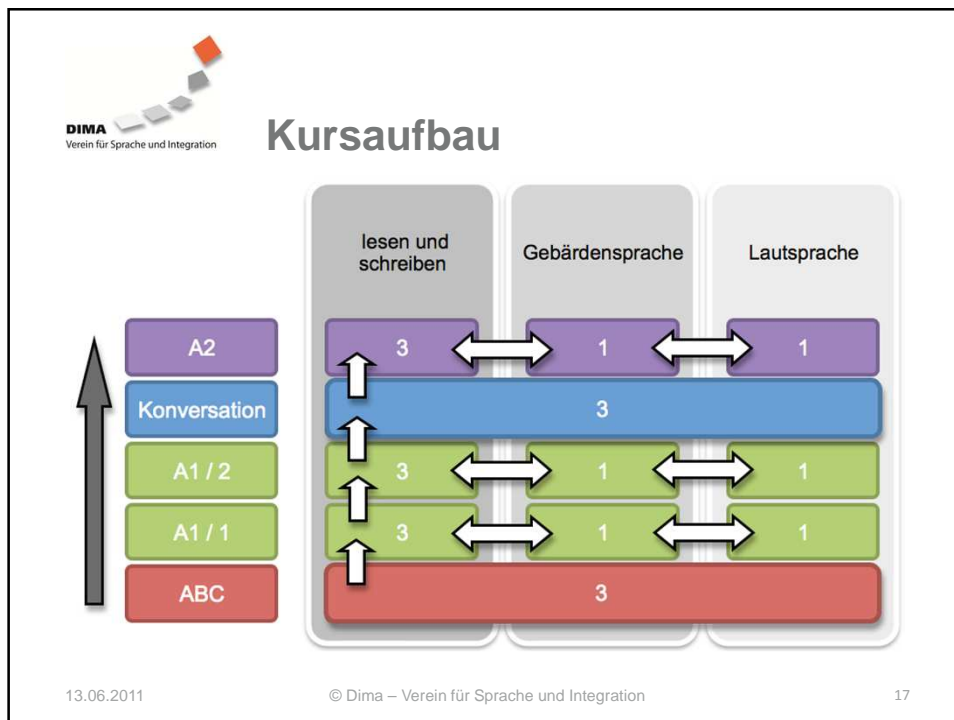 DIMA
Verein für Sprache und Integration
Kursaufbau
lesen und
schreiben
Gebärdensprache
Lautsprache
A2
3
1
1
Konversation
3
A1 / 2
3
1
1
A1 / 1
3
1
1
ABC
3
13.06.2011
© Dima – Verein für Sprache und Integration
17